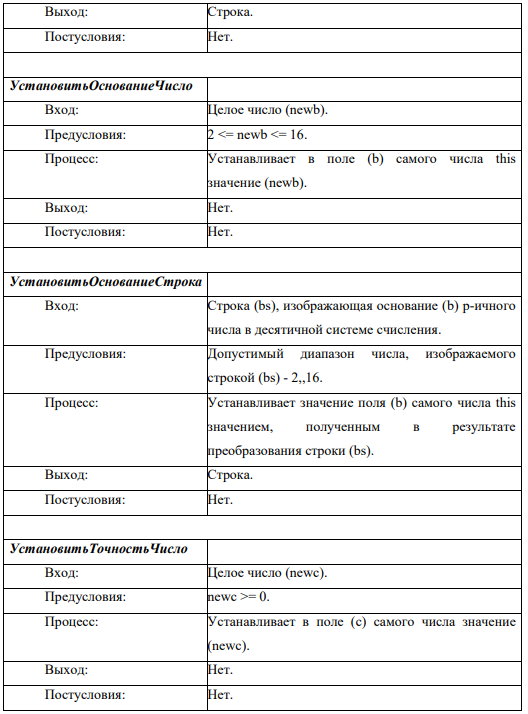 Выход: Строка.
Постусловия: Нет.
УстановитьОснованиеЧисло
Вход: Целое число (newb).
Предусловия: 2 <= newb <= 16.
Процесс: Устанавливает в поле (b) самого числа this
значение (newb).
Выход: Нет.
Постусловия: Нет.
УстановитьОснованиеСтрока
Вход: Строка (bs), изображающая основание (b) p-ичного
числа в десятичной системе счисления.
Предусловия: Допустимый диапазон числа, изображаемого
строкой (bs) - 2,,16.
Процесс: Устанавливает значение поля (b) самого числа this
значением, полученным в результате
преобразования строки (bs).
Выход: Строка.
Постусловия: Нет.
УстановитьТочностьЧисло
Вход: Целое число (newc).
Предусловия: newc >= 0.
Процесс: Устанавливает в поле (c) самого числа значение
(newc).
Выход: Нет.
Постусловия: Нет.